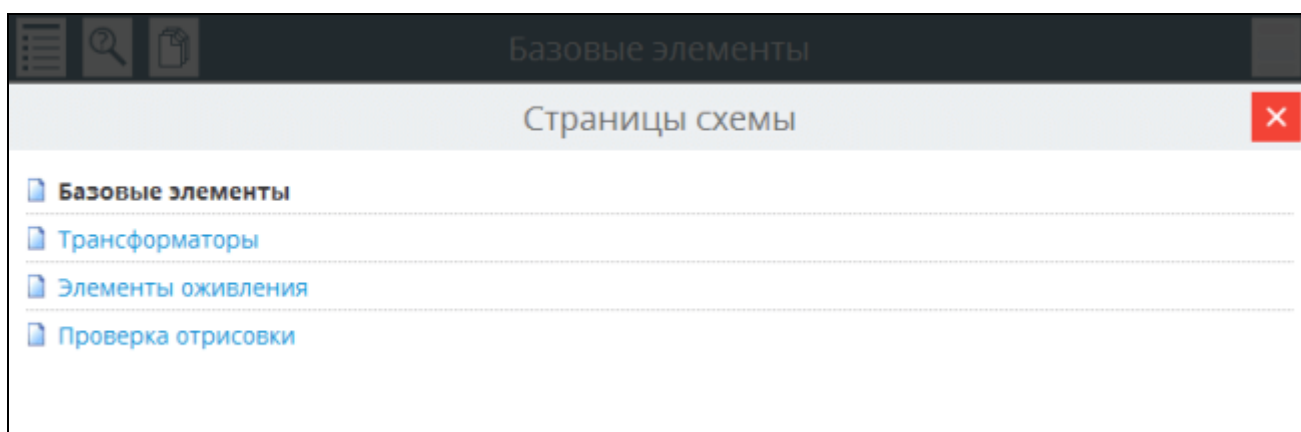 Базовые элементы
Страницы схемы
Базовые элементы
Трансформаторы
Элементы оживления
Проверка отрисовки